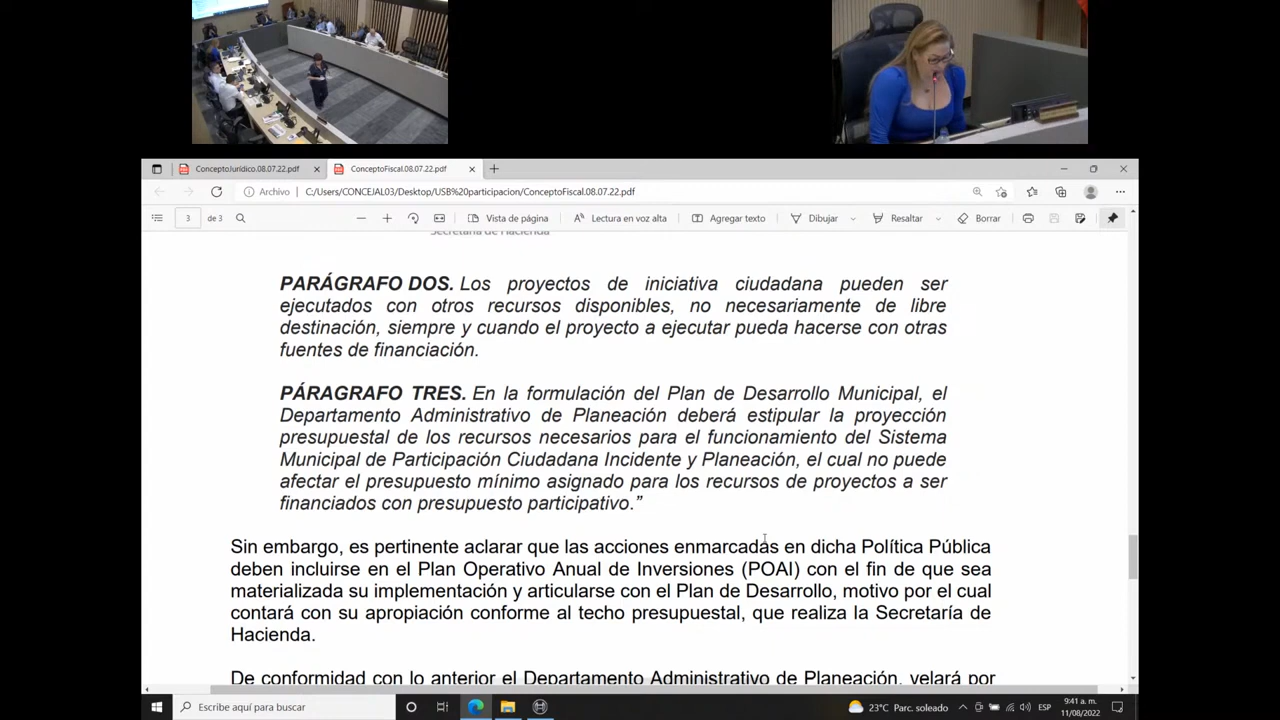 ConceptoJurídico.08.07.22.pdf
ConceptoFiscal.08.07.22.pdf
Archivo C:/Users/CONCEJAL03/Desktop/USB%20participacion/ConceptoFiscal.08.07.22.pdf
3 de 3 Vista de página Lectura en voz alta Agregar texto Dibujar Resaltar Borrar
Secretaría de Hacienda
PARÁGRAFO DOS. Los proyectos de iniciativa ciudadana pueden ser
ejecutados con otros recursos disponibles, no necesariamente de libre
destinación, siempre y cuando el proyecto a ejecutar pueda hacerse con otras
fuentes de financiación.
PÁRAGRAFO TRES. En la formulación del Plan de Desarrollo Municipal, el
Departamento Administrativo de Planeación deberá estipular la proyección
presupuestal de los recursos necesarios para el funcionamiento del Sistema
Municipal de Participación Ciudadana Incidente y Planeación, el cual no puede
afectar el presupuesto mínimo asignado para los recursos de proyectos a ser
financiados con presupuesto participativo.”
Sin embargo, es pertinente aclarar que las acciones enmarcadas en dicha Política Pública
deben incluirse en el Plan Operativo Anual de Inversiones (POAI) con el fin de que sea
materializada su implementación y articularse con el Plan de Desarrollo, motivo por el cual
contará con su apropiación conforme al techo presupuestal, que realiza la Secretaría de
Hacienda.
De conformidad con lo anterior el Departamento Administrativo de Planeación, velará por
Escribe aquí para buscar
23°C Parc. soleado
ESP
9:41 a. m.
11/08/2022